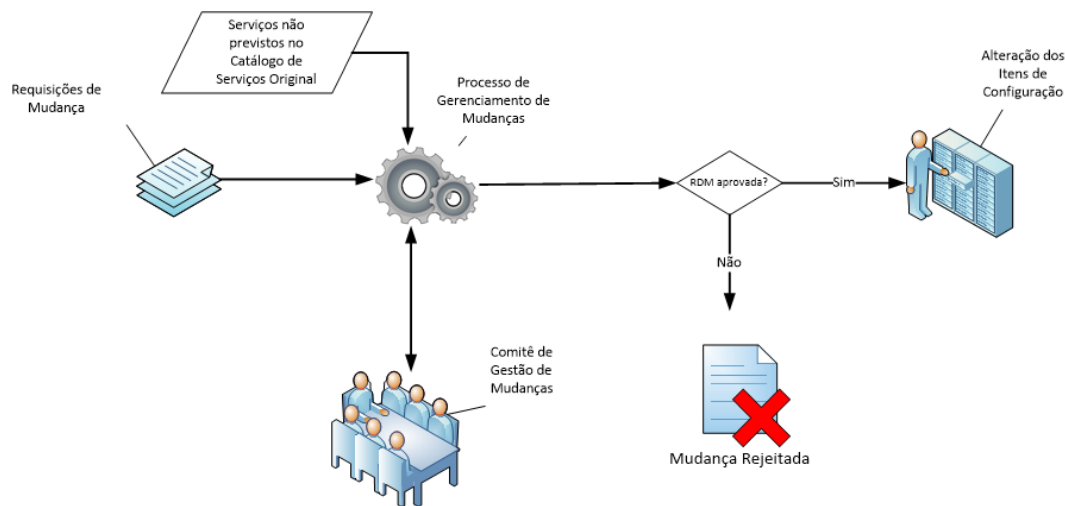 Serviços não
previstos no
Catálogo de
Serviços Original
Requisições de
Mudança
Processo de
Gerenciamento de
Mudanças
Alteração dos
Itens de
Configuração
RDM aprovada?
Sim
Não
Comitê de
Gestão de
Mudanças
Mudança Rejeitada